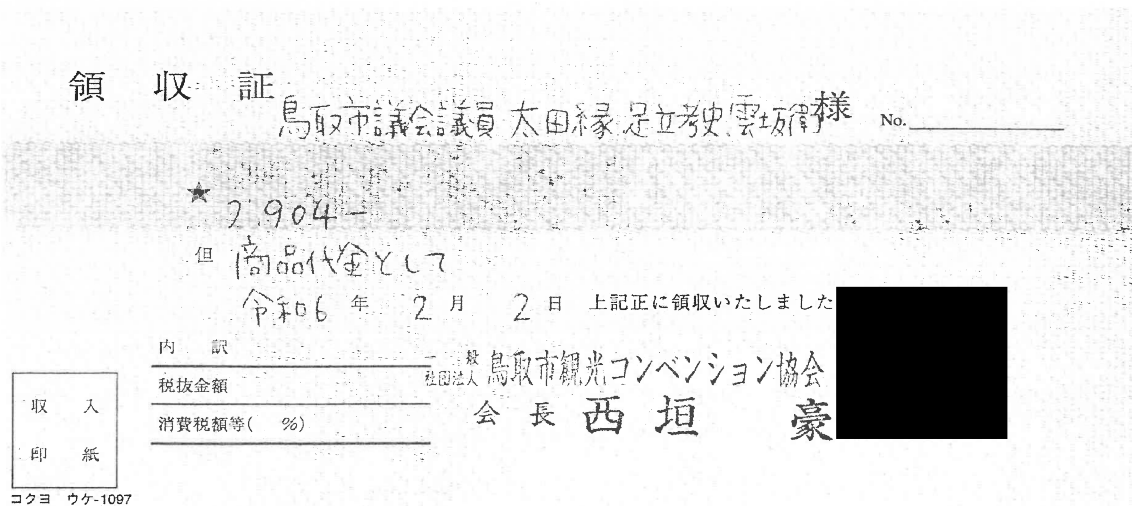 領収証
鳥取市議会議員 太田縁 足立考史 雲坂衛 様 No.
★ 2,904-
但 商品代金として
令和6年 2月 2日 上記正に領収いたしました
内訳
税抜金額
消費税額等( %)
一般社団法人 鳥取市観光コンベンション協会
会長 西垣 豪
収入
印紙
コクヨ ウケ-1097